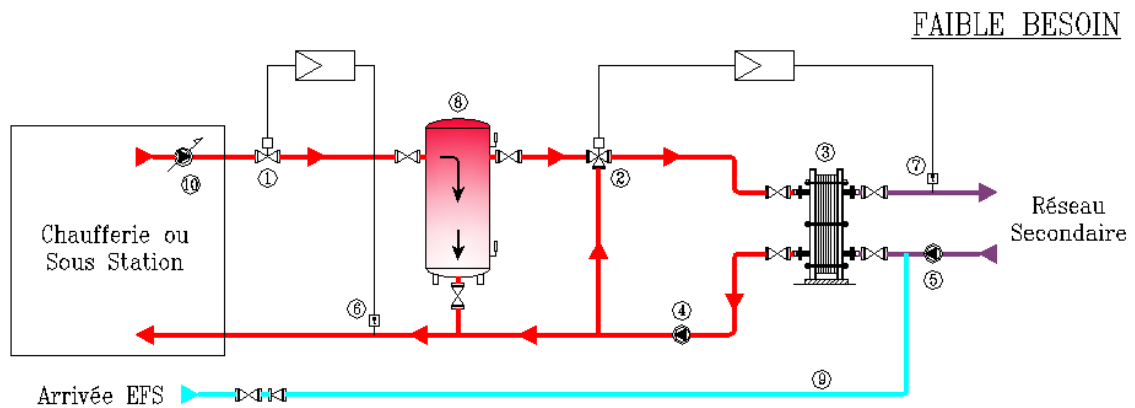 FAIBLE BESOIN
⑧
③
⑦
⑩
①
②
Chaufferie ou
Sous Station
Réseau
Secondaire
⑥
④
⑤
Arrivée EFS
⑨